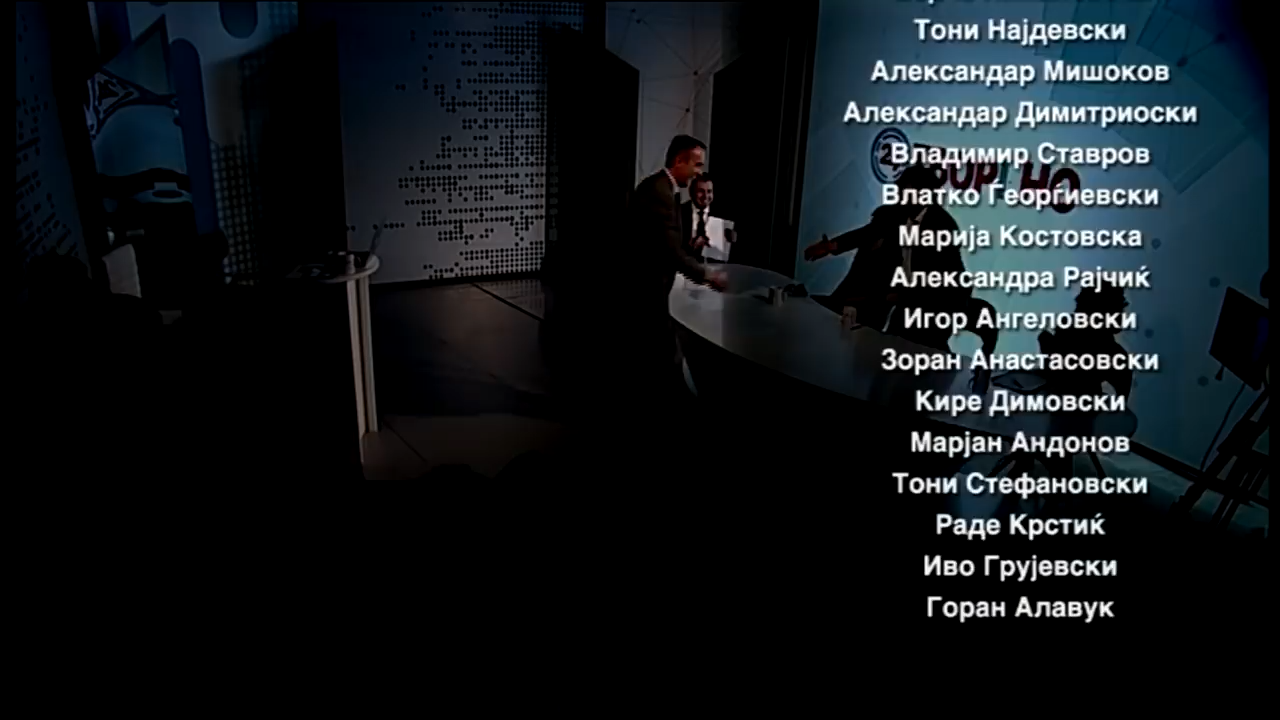 Тони Најдевски
Александар Мишоков
Александар Димитриоски
Владимир Ставров
Влатко Ѓеорѓиевски
Марија Костовска
Александра Рајчиќ
Игор Ангеловски
Зоран Анастасовски
Кире Димовски
Марјан Андонов
Тони Стефановски
Раде Крстиќ
Иво Грујевски
Горан Алавук